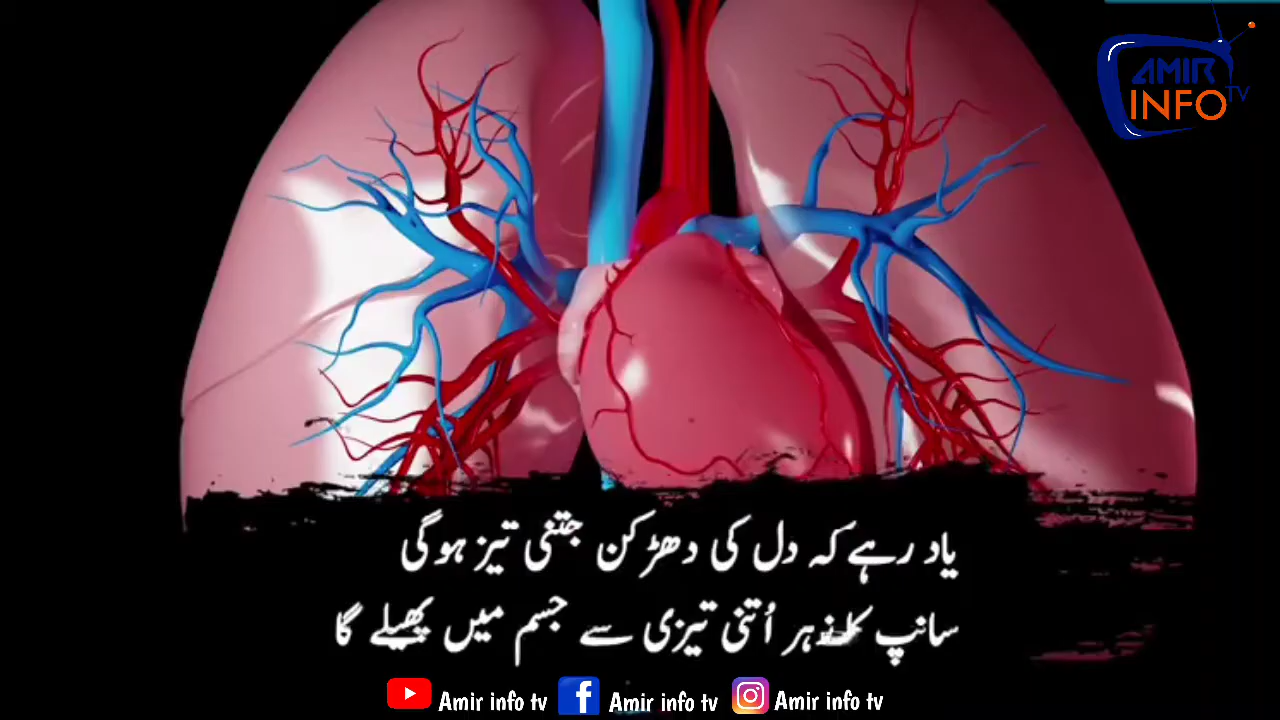 AMIR
INFO TV
یاد رہے کہ دل کی دھڑکن جتنی تیز ہوگی
سانپ کا زہر اُتنی تیزی سے جسم میں پھیلے گا
Amir info tv Amir info tv Amir info tv